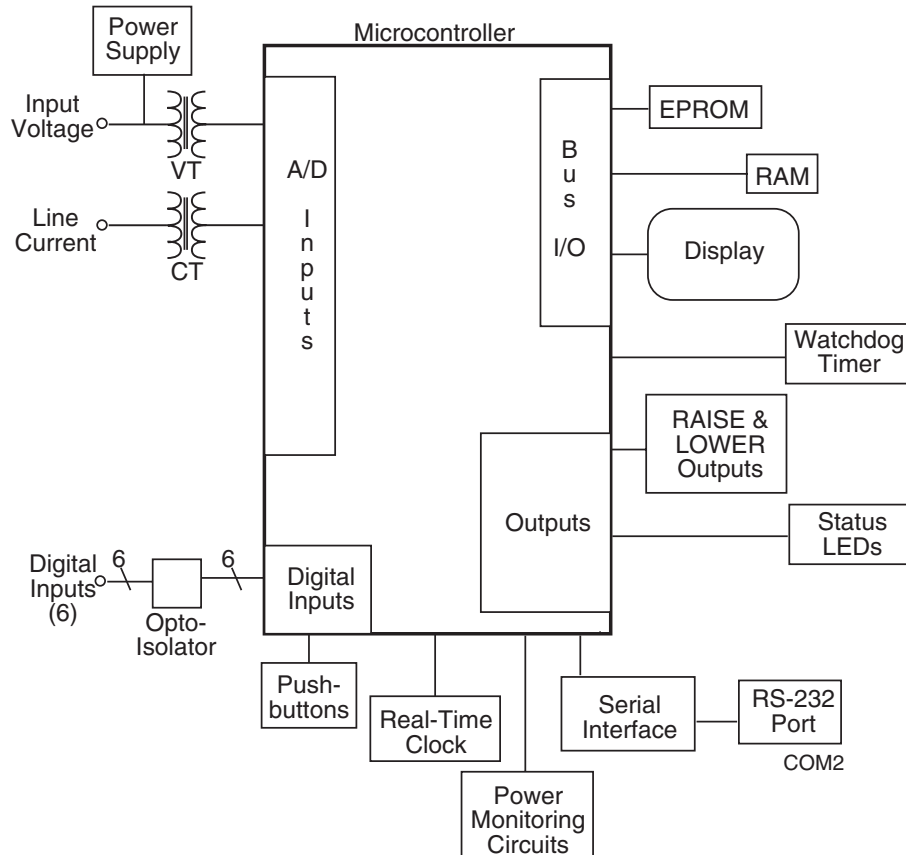 Microcontroller
Power
Supply
Input
Voltage
VT
A/D
Inputs
Line
Current
CT
Bus
I/O
EPROM
RAM
Display
Watchdog
Timer
RAISE &
LOWER
Outputs
Outputs
Status
LEDs
Digital
Inputs
(6)
6
6
Opto-
Isolator
Digital
Inputs
Push-
buttons
Real-Time
Clock
Power
Monitoring
Circuits
Serial
Interface
RS-232
Port
COM2